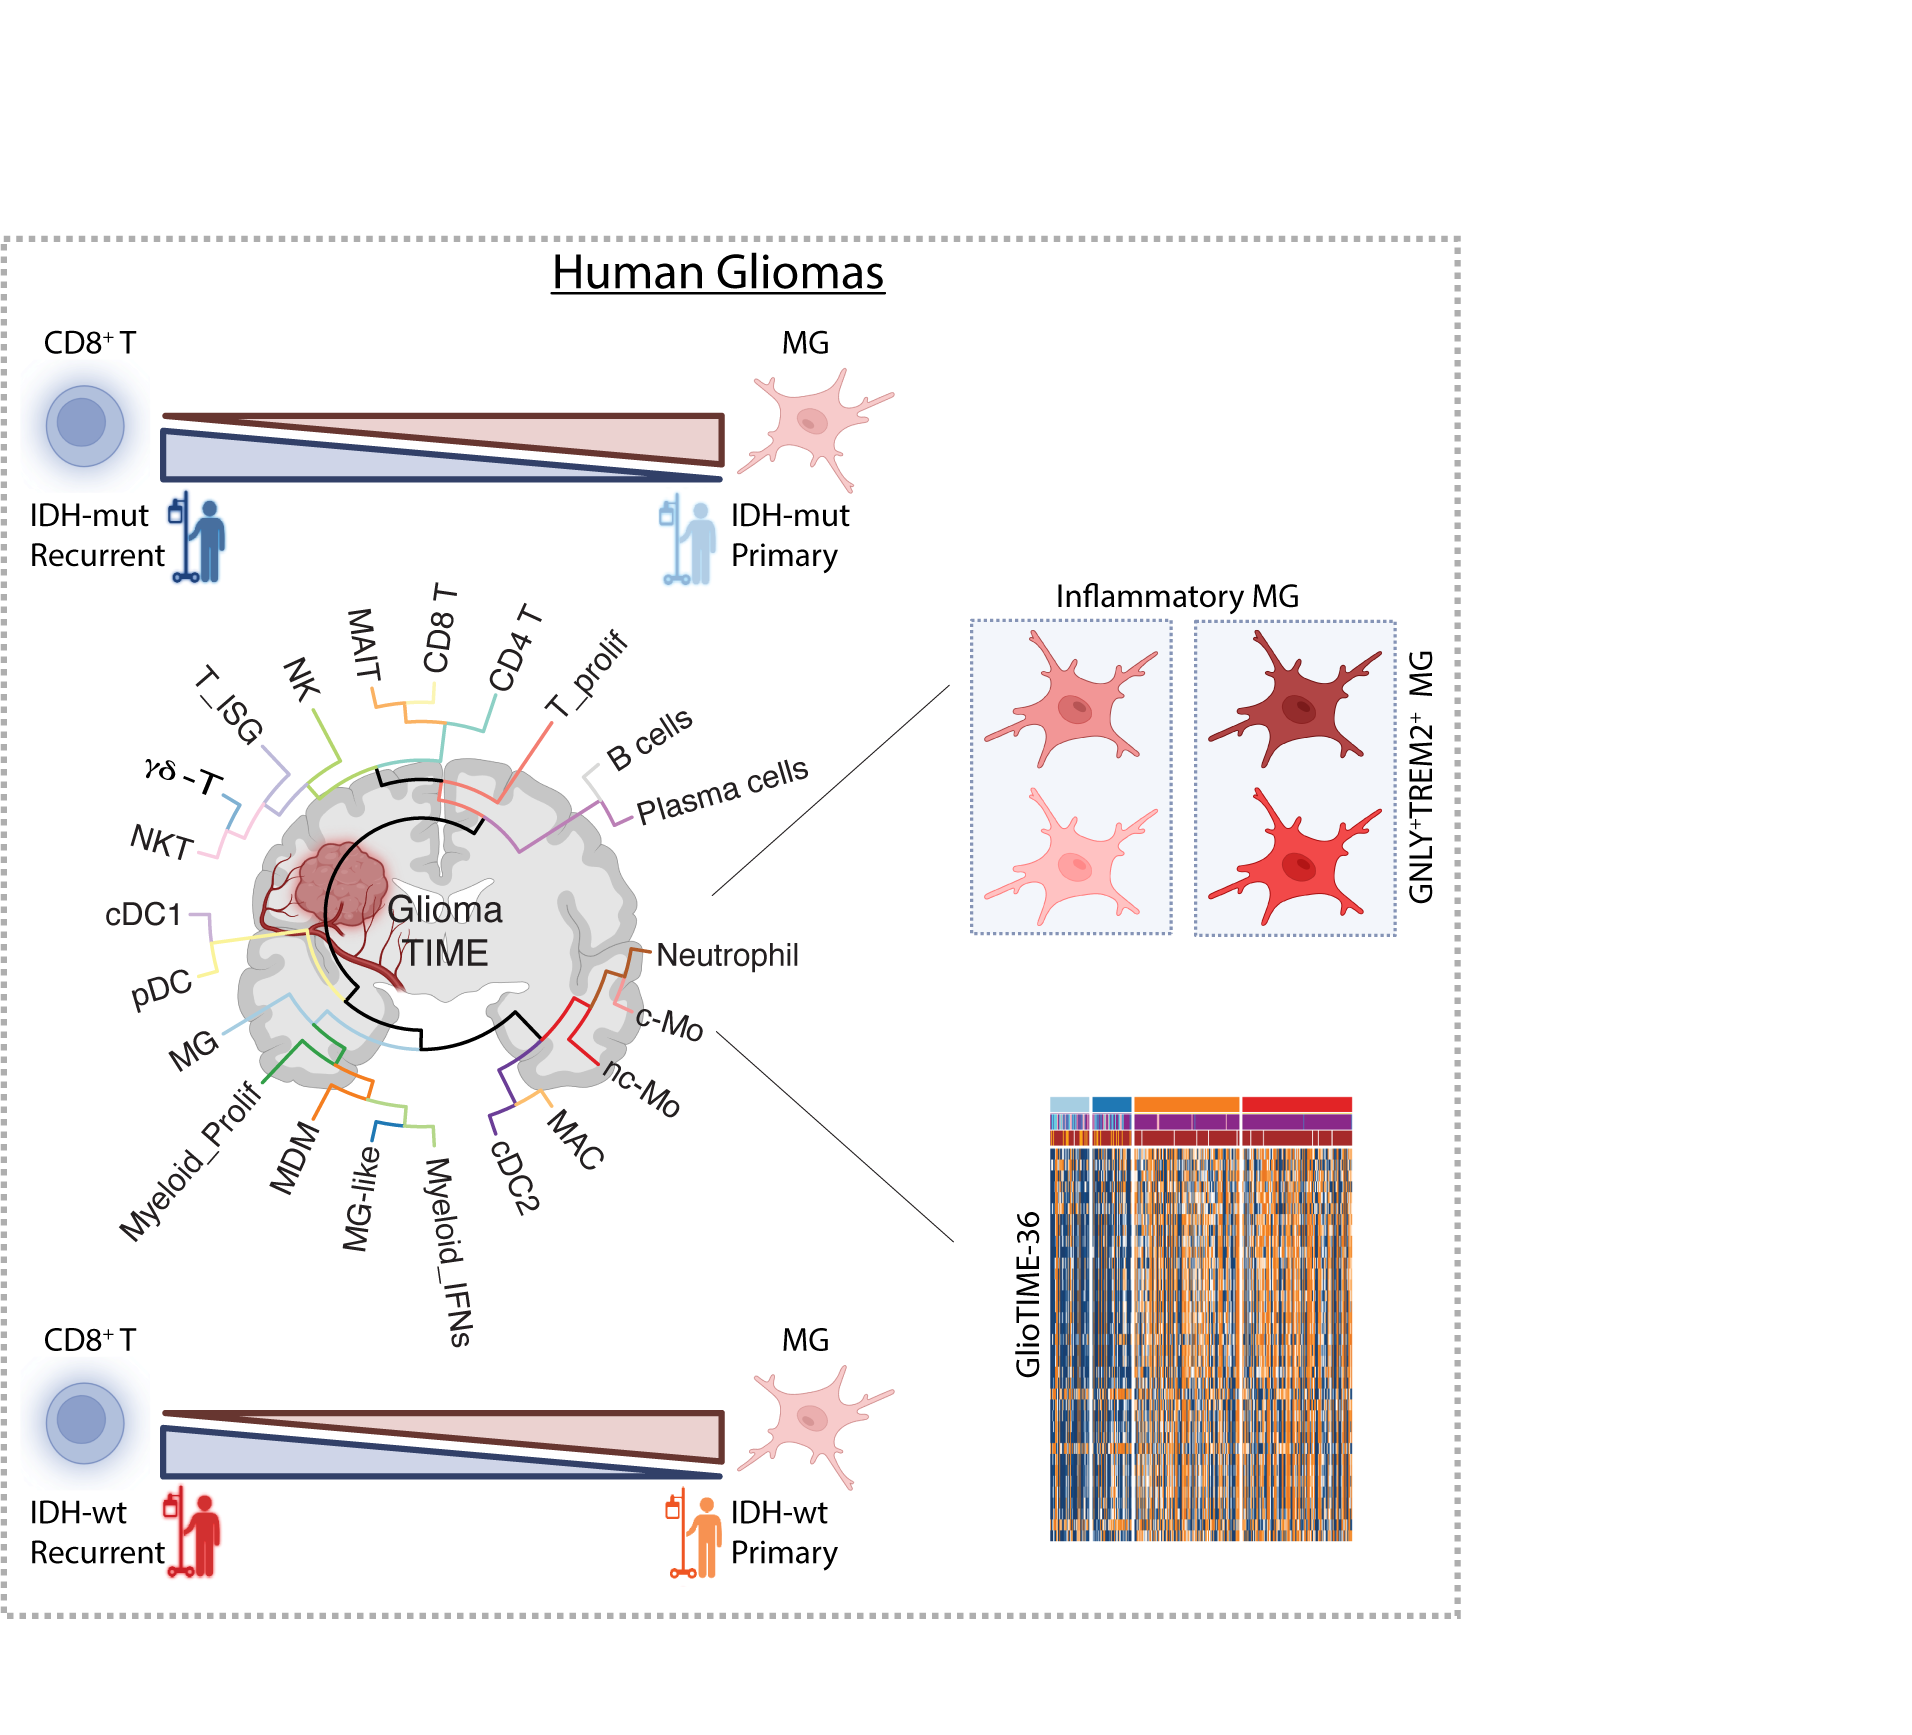 Human Gliomas
CD8⁺ T
MG
IDH-mut
Recurrent
IDH-mut
Primary
MAIT
CD8 T
CD4 T
T_prolif
NK
T_ISG
γδ -T
NKT
B cells
Plasma cells
cDC1
pDC
MG
Myeloid_Prolif
MDM
MG-like
Myeloid_IFNs
cDC2
MAC
nc-Mo
c-Mo
Neutrophil
Glioma
TIME
Inflammatory MG
GNLY⁺TREM2⁺ MG
GlioTIME-36
CD8⁺ T
MG
IDH-wt
Recurrent
IDH-wt
Primary